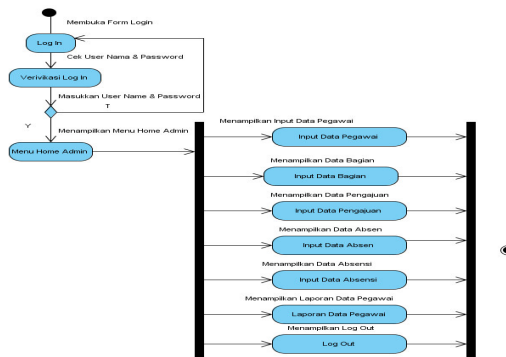 Membuka Form Login
Log In
Cek User Nama & Password
Verivikasi Log In
Masukkan User Name & Password
T
Y
Menampilkan Menu Home Admin
Menu Home Admin
Menampilkan Input Data Pegawai
Input Data Pegawai
Menampilkan Data Bagian
Input Data Bagian
Menampilkan Data Pengajuan
Input Data Pengajuan
Menampilkan Data Absen
Input Data Absen
Menampilkan Data Absensi
Input Data Absensi
Menampilkan Laporan Data Pegawai
Laporan Data Pegawai
Menampilkan Log Out
Log Out